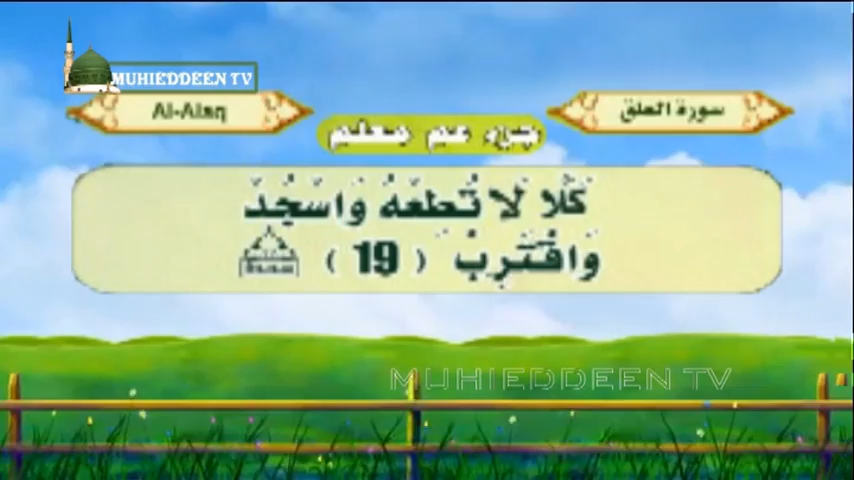 MUHIEDDEEN TV
Al-Alaq
سورة العلق
جزء عم معلم
كَلَّا لَا تُطِعْهُ وَاسْجُدْ
وَاقْتَرِبْ ( 19 )
MUHIEDDEEN TV